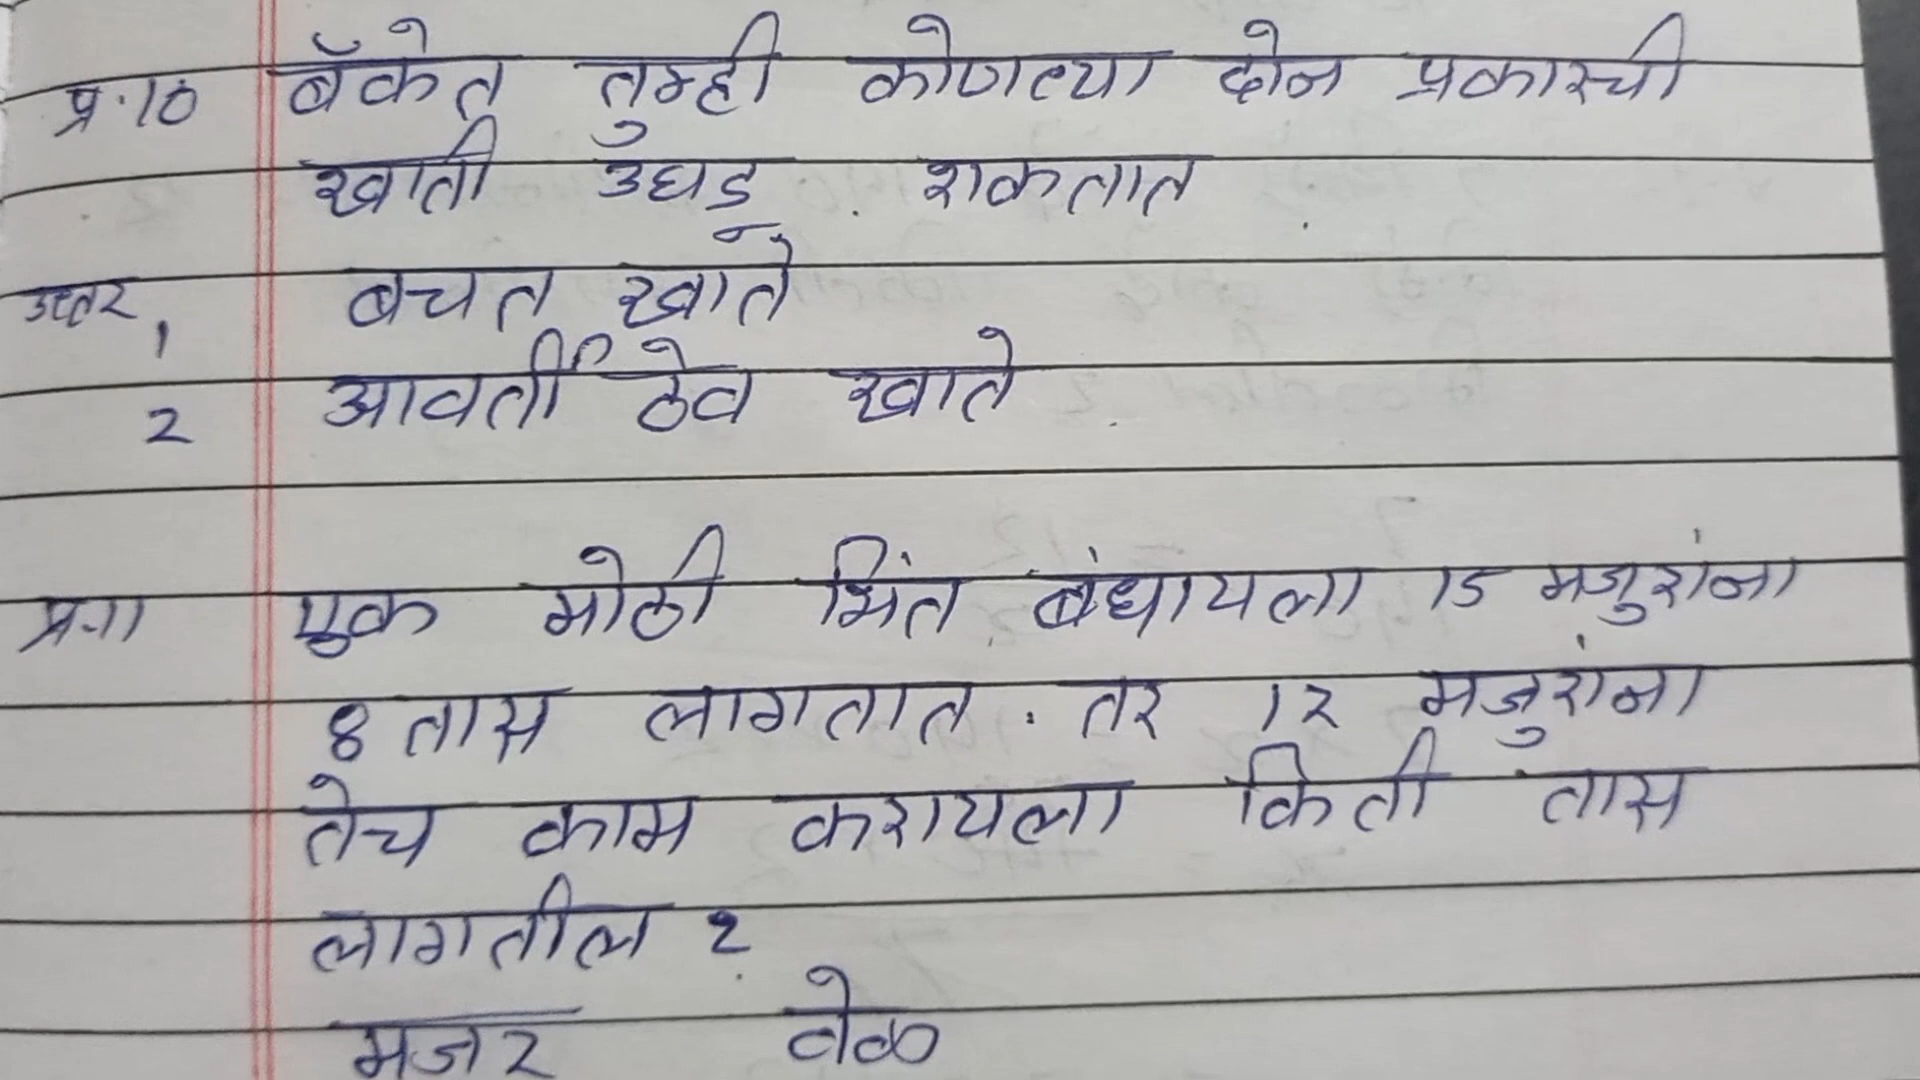 प्र.10 बँकेत तुम्ही कोणत्या दोन प्रकारची
खाती उघडू शकतात
उत्तर
1 बचत खाते
2 आवर्ती ठेव खाते
प्र.11 एक मोठी भिंत बंधायला 15 मजुरांना
8 तास लागतात. तर 12 मजुरांना
तेच काम करायला किती तास
लागतील ?
मजर वेळ